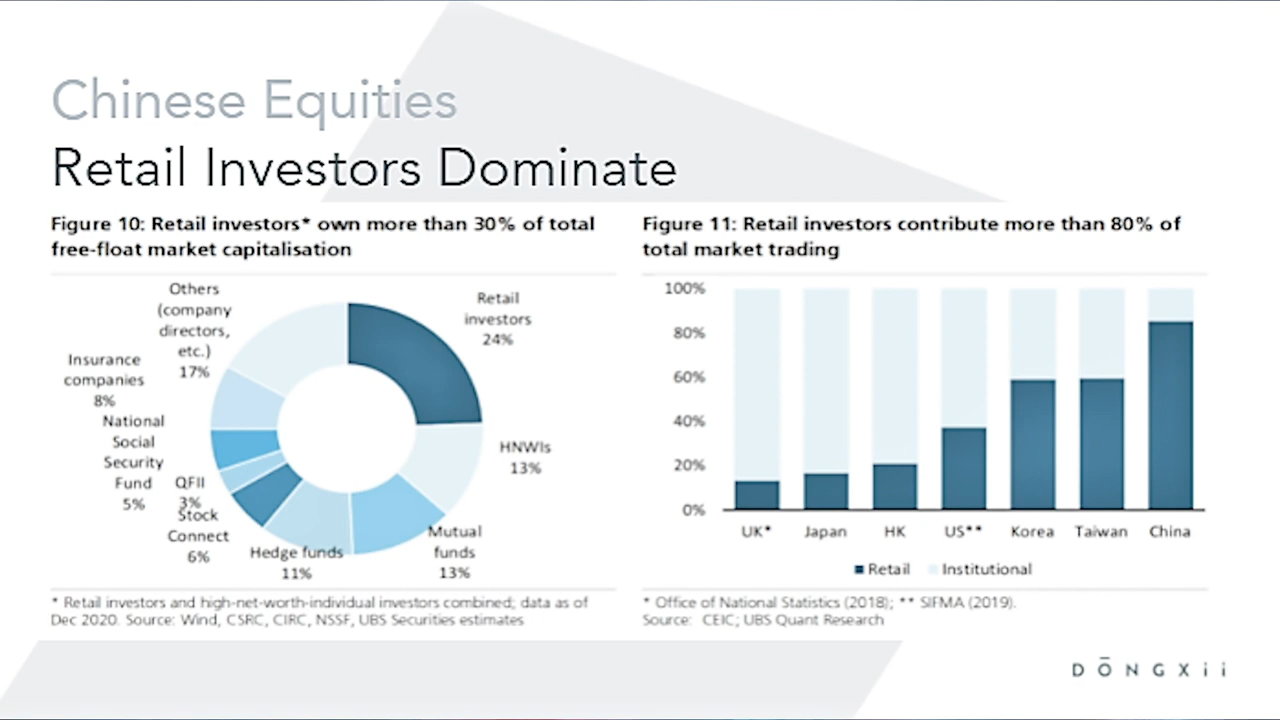 Chinese Equities
Retail Investors Dominate
Figure 10: Retail investors* own more than 30% of total
free-float market capitalisation
Others
(company
directors,
etc.)
17%
Retail
investors
24%
Insurance
companies
8%
HNWIs
13%
National
Social
Security
Fund
5%
QFII
3%
Stock
Connect
6%
Hedge funds
11%
Mutual
funds
13%
* Retail investors and high-net-worth-individual investors combined; data as of
Dec 2020. Source: Wind, CSRC, CIRC, NSSF, UBS Securities estimates
Figure 11: Retail investors contribute more than 80% of
total market trading
100%
80%
60%
40%
20%
0%
UK* Japan HK US** Korea Taiwan China
Retail Institutional
* Office of National Statistics (2018); ** SIFMA (2019).
Source: CEIC; UBS Quant Research
DŌNGXii